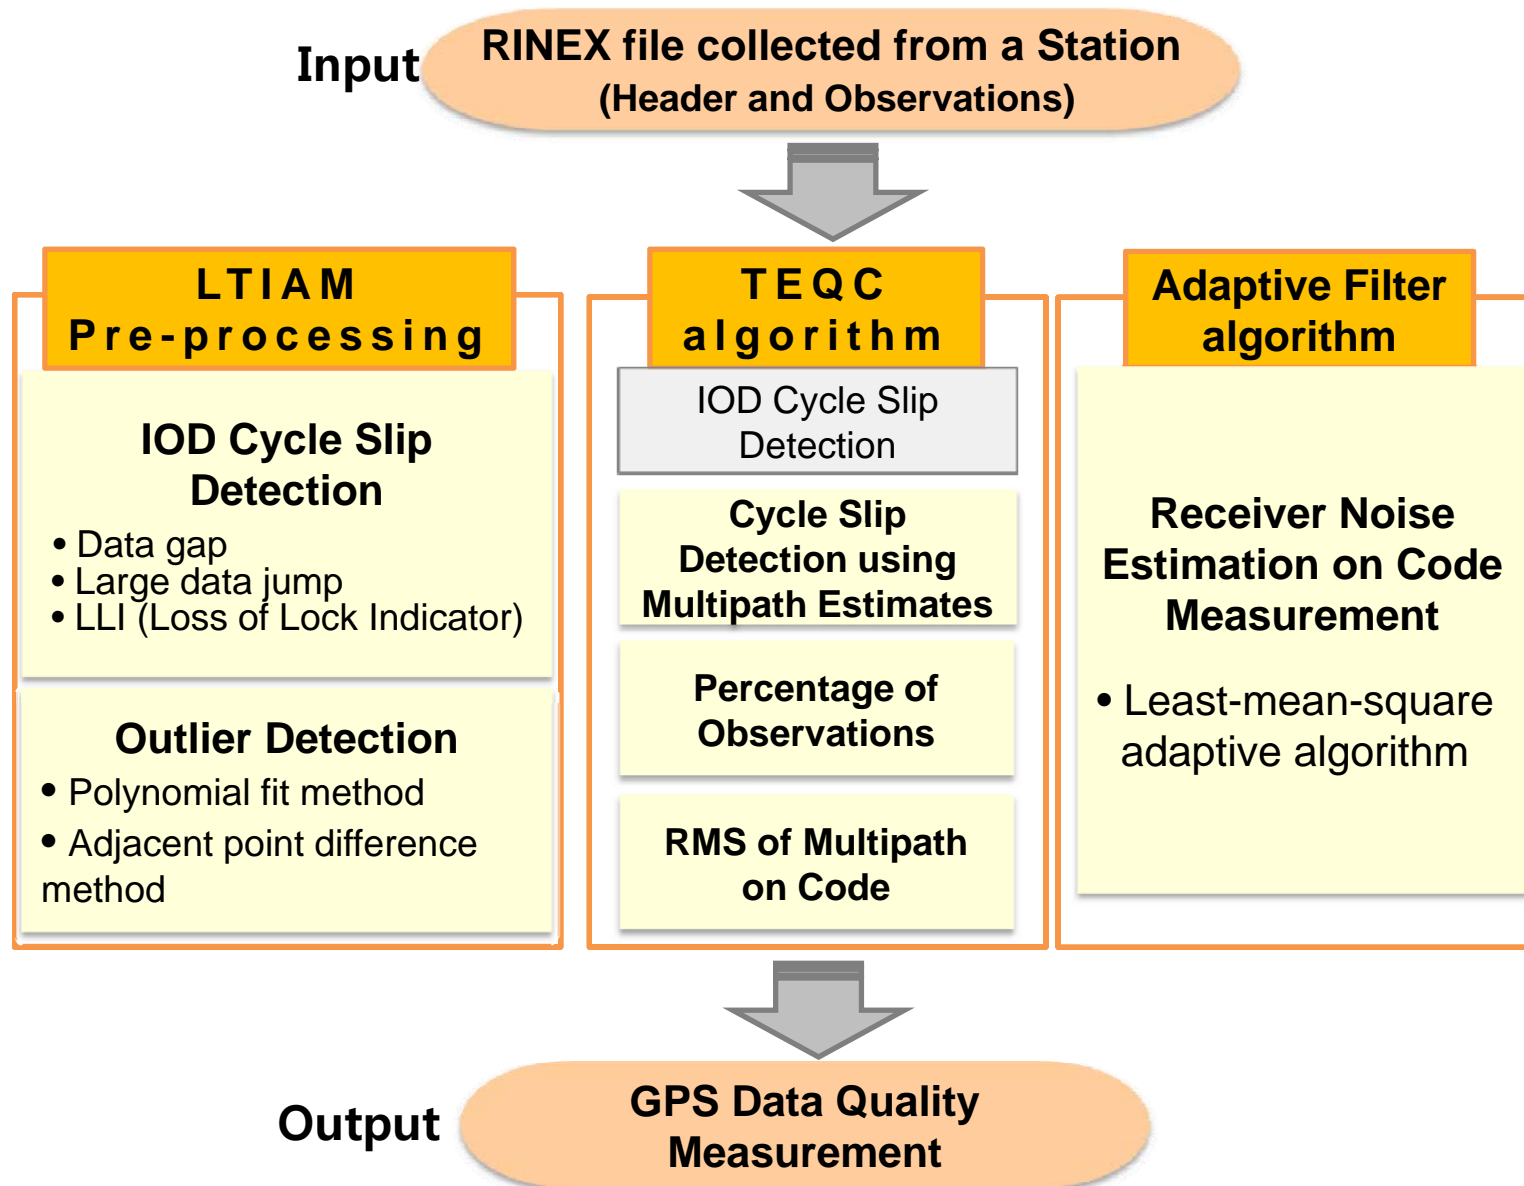 Input
RINEX file collected from a Station
(Header and Observations)
LTIAM
Pre-processing
IOD Cycle Slip
Detection
• Data gap
• Large data jump
• LLI (Loss of Lock Indicator)
Outlier Detection
• Polynomial fit method
• Adjacent point difference
method
TEQC
algorithm
IOD Cycle Slip
Detection
Cycle Slip
Detection using
Multipath Estimates
Percentage of
Observations
RMS of Multipath
on Code
Adaptive Filter
algorithm
Receiver Noise
Estimation on Code
Measurement
• Least-mean-square
adaptive algorithm
Output
GPS Data Quality
Measurement